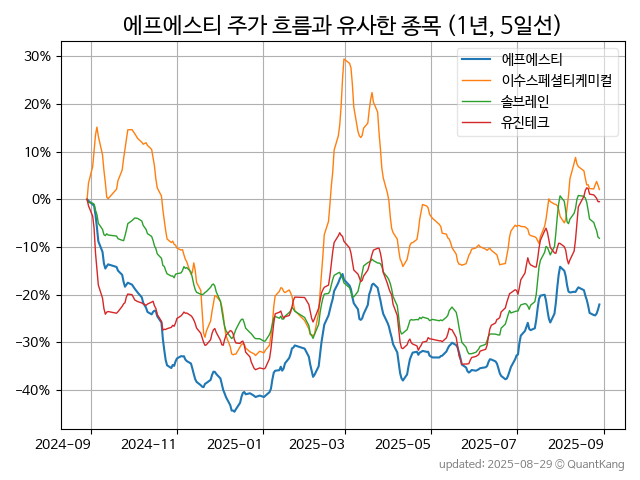 에프에스티 주가 흐름과 유사한 종목 (1년, 5일선)
에프에스티
이수스페셜티케미컬
솔브레인
유진테크
30%
20%
10%
0%
−10%
−20%
−30%
−40%
2024-09
2024-11
2025-01
2025-03
2025-05
2025-07
2025-09
updated: 2025-08-29 © QuantKang